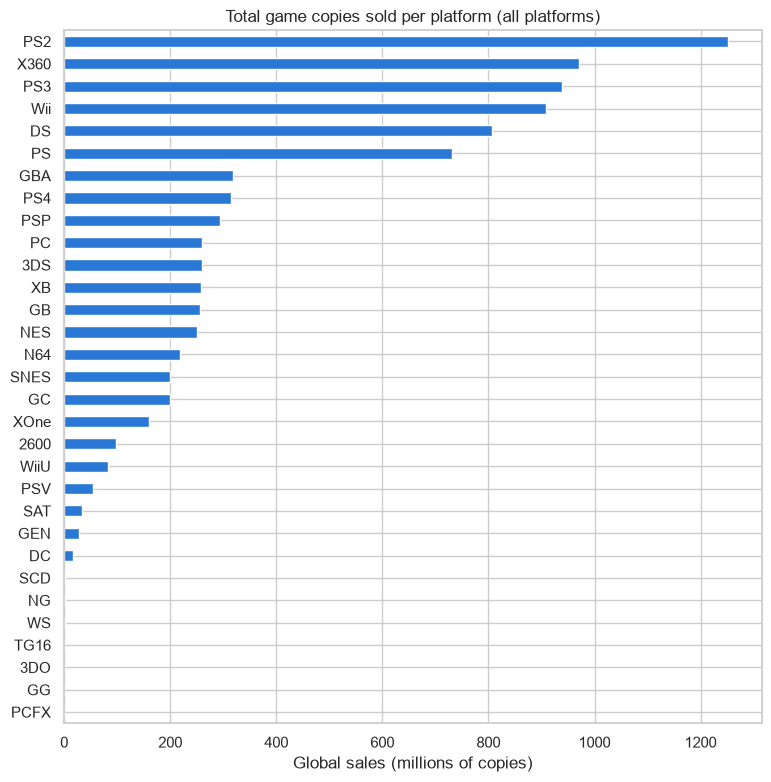 Total game copies sold per platform (all platforms)
PS2
X360
PS3
Wii
DS
PS
GBA
PS4
PSP
PC
3DS
XB
GB
NES
N64
SNES
GC
XOne
2600
WiiU
PSV
SAT
GEN
DC
SCD
NG
WS
TG16
3DO
GG
PCFX
0 200 400 600 800 1000 1200
Global sales (millions of copies)